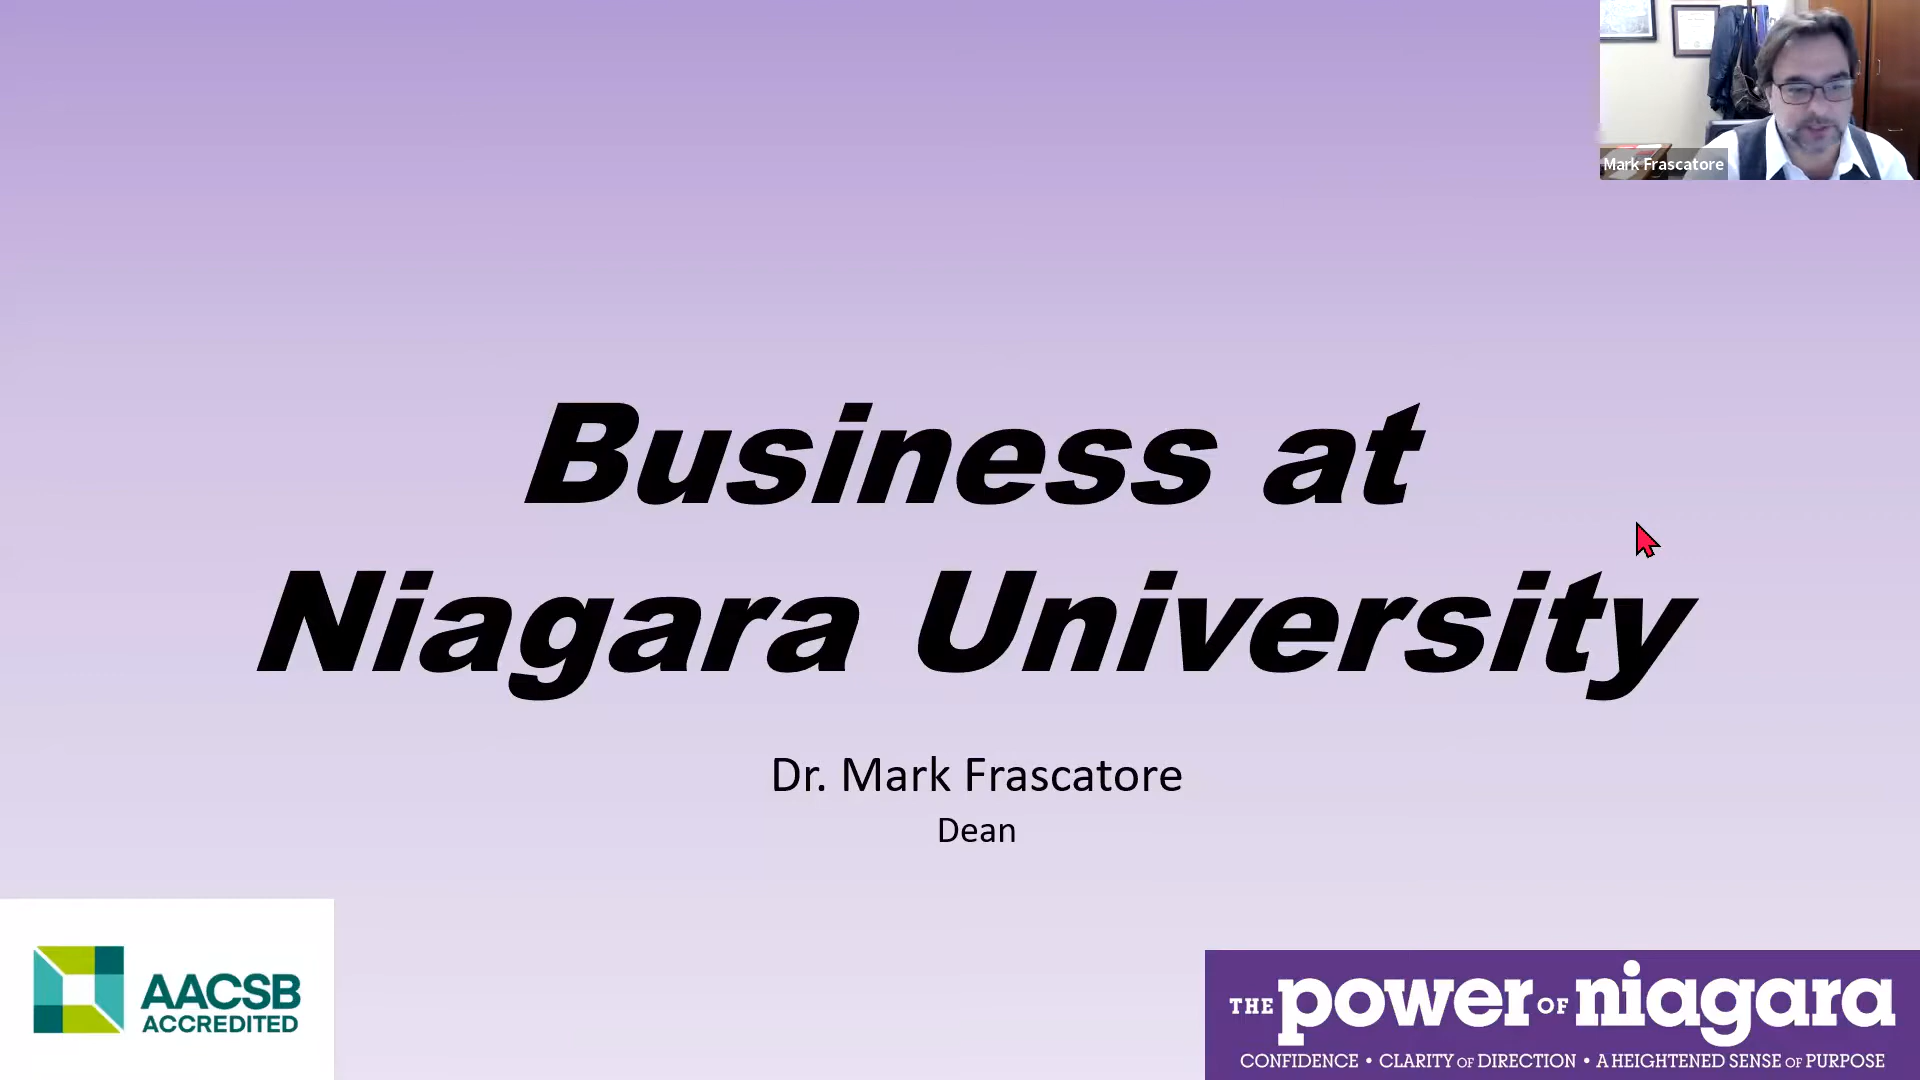 Mark Frascatore
Business at
Niagara University
Dr. Mark Frascatore
Dean
AACSB
ACCREDITED
THE power OF niagara
CONFIDENCE • CLARITY OF DIRECTION • A HEIGHTENED SENSE OF PURPOSE